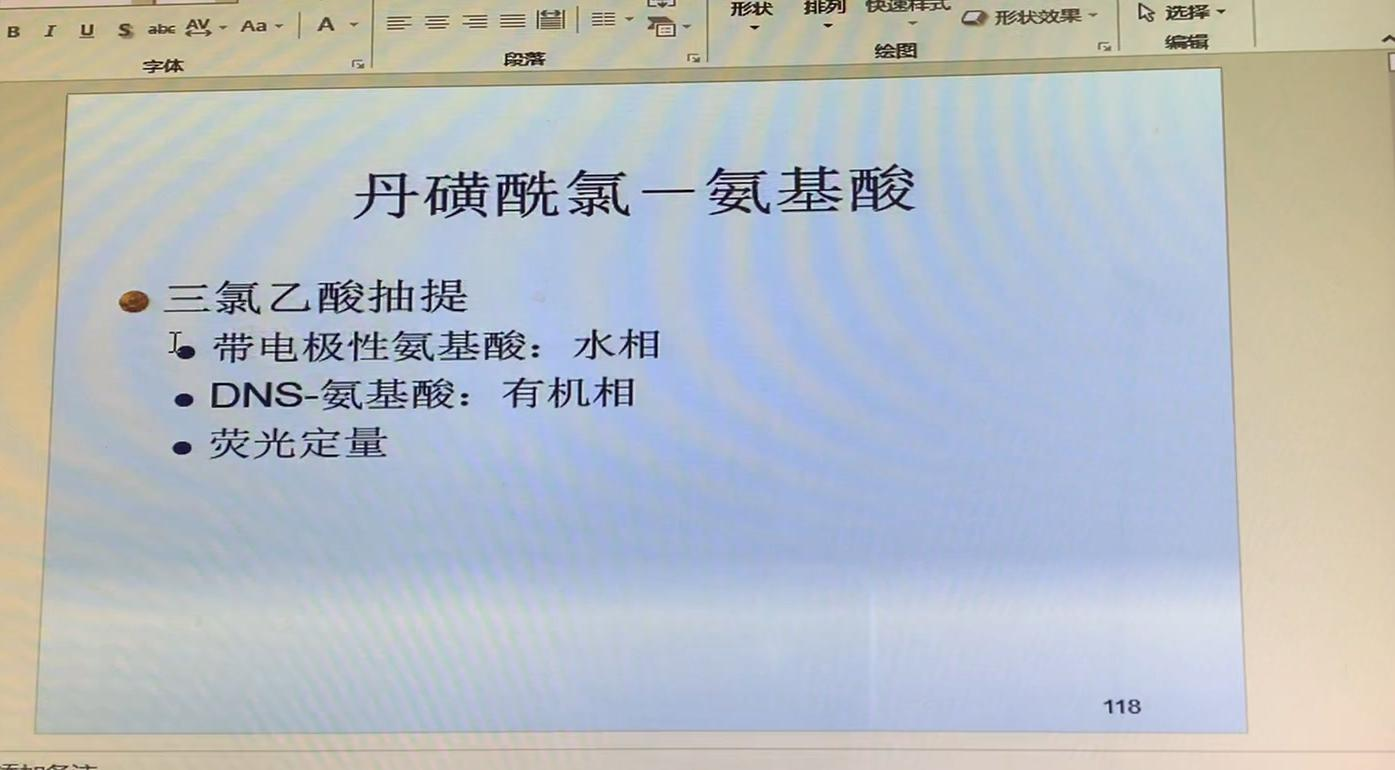 B I U S abc AV Aa A
形状 排列 快速样式 形状效果 选择
字体 段落 绘图 编辑
丹磺酰氯－氨基酸
三氯乙酸抽提
带电极性氨基酸：水相
DNS-氨基酸：有机相
荧光定量
118